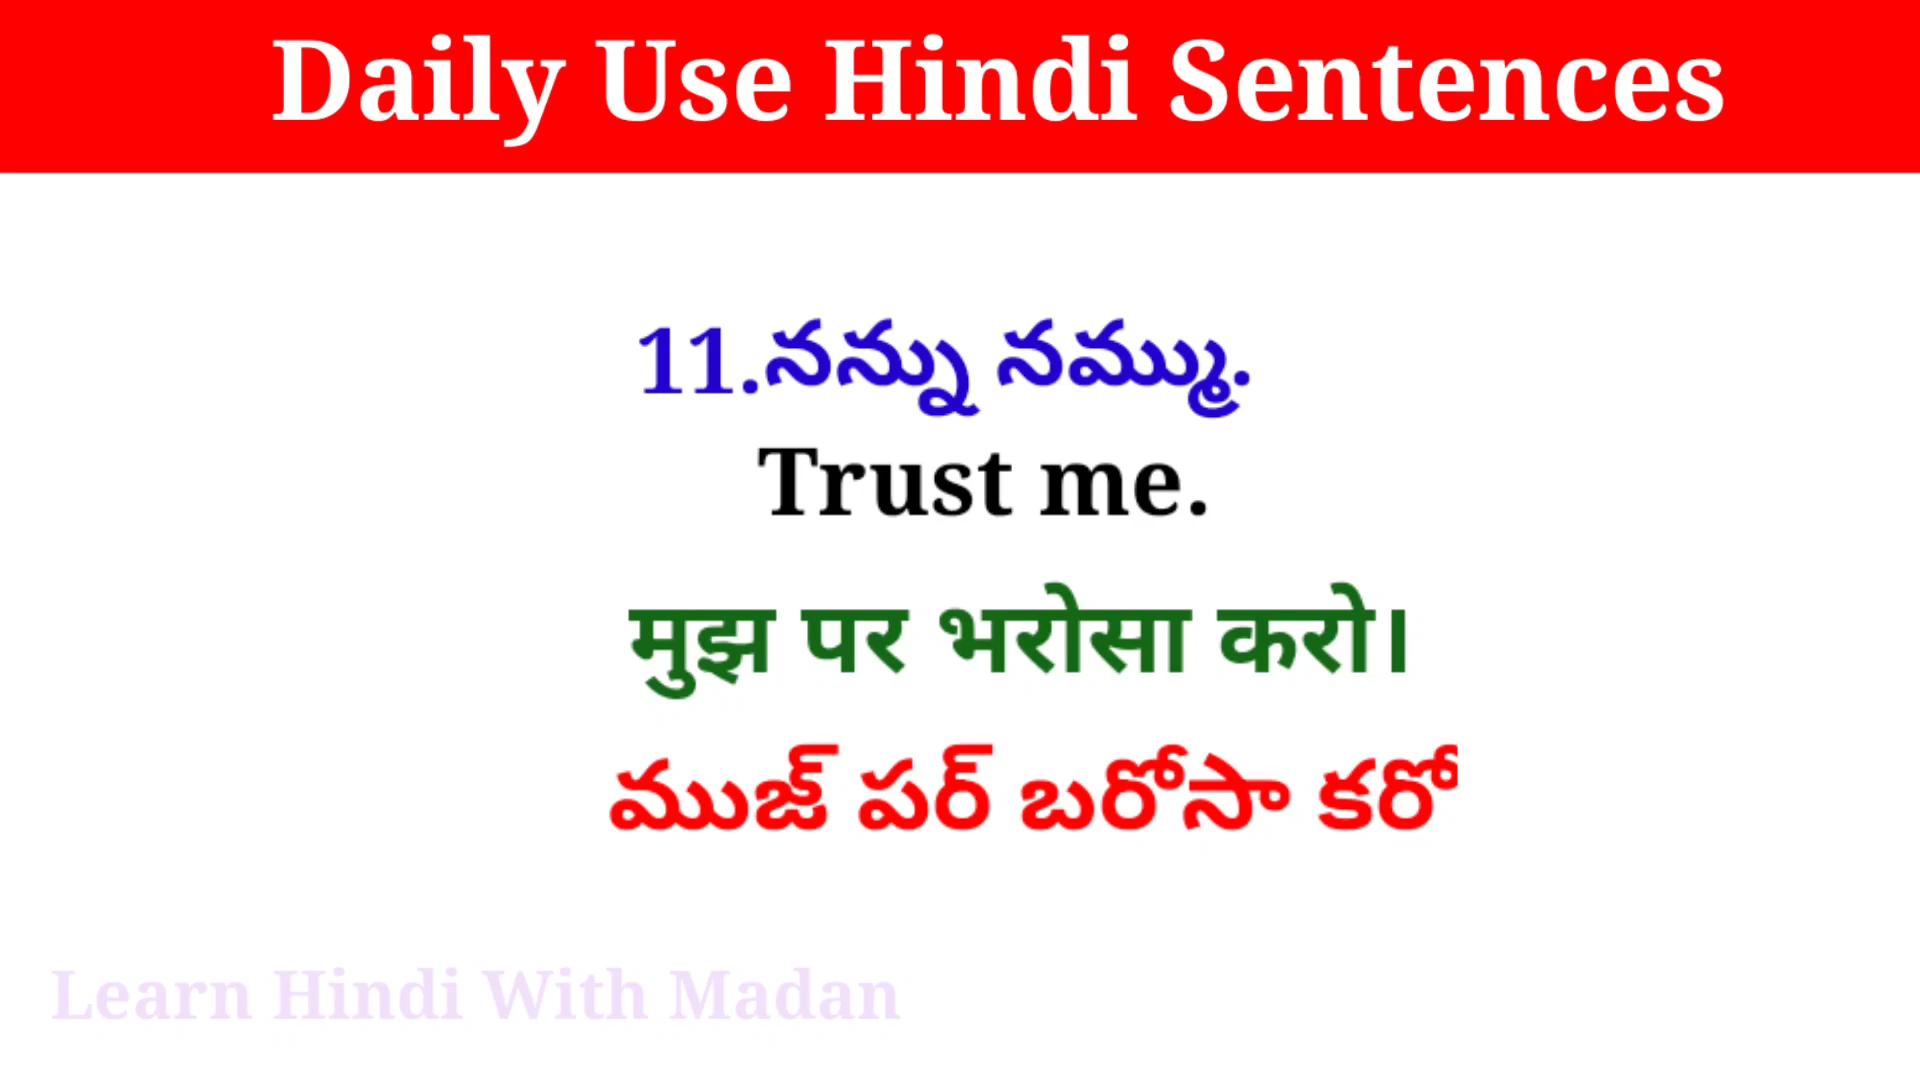 Daily Use Hindi Sentences
11.నన్ను నమ్ము.
Trust me.
मुझ पर भरोसा करो।
ముజ్ పర్ బరోసా కరో
Learn Hindi With Madan